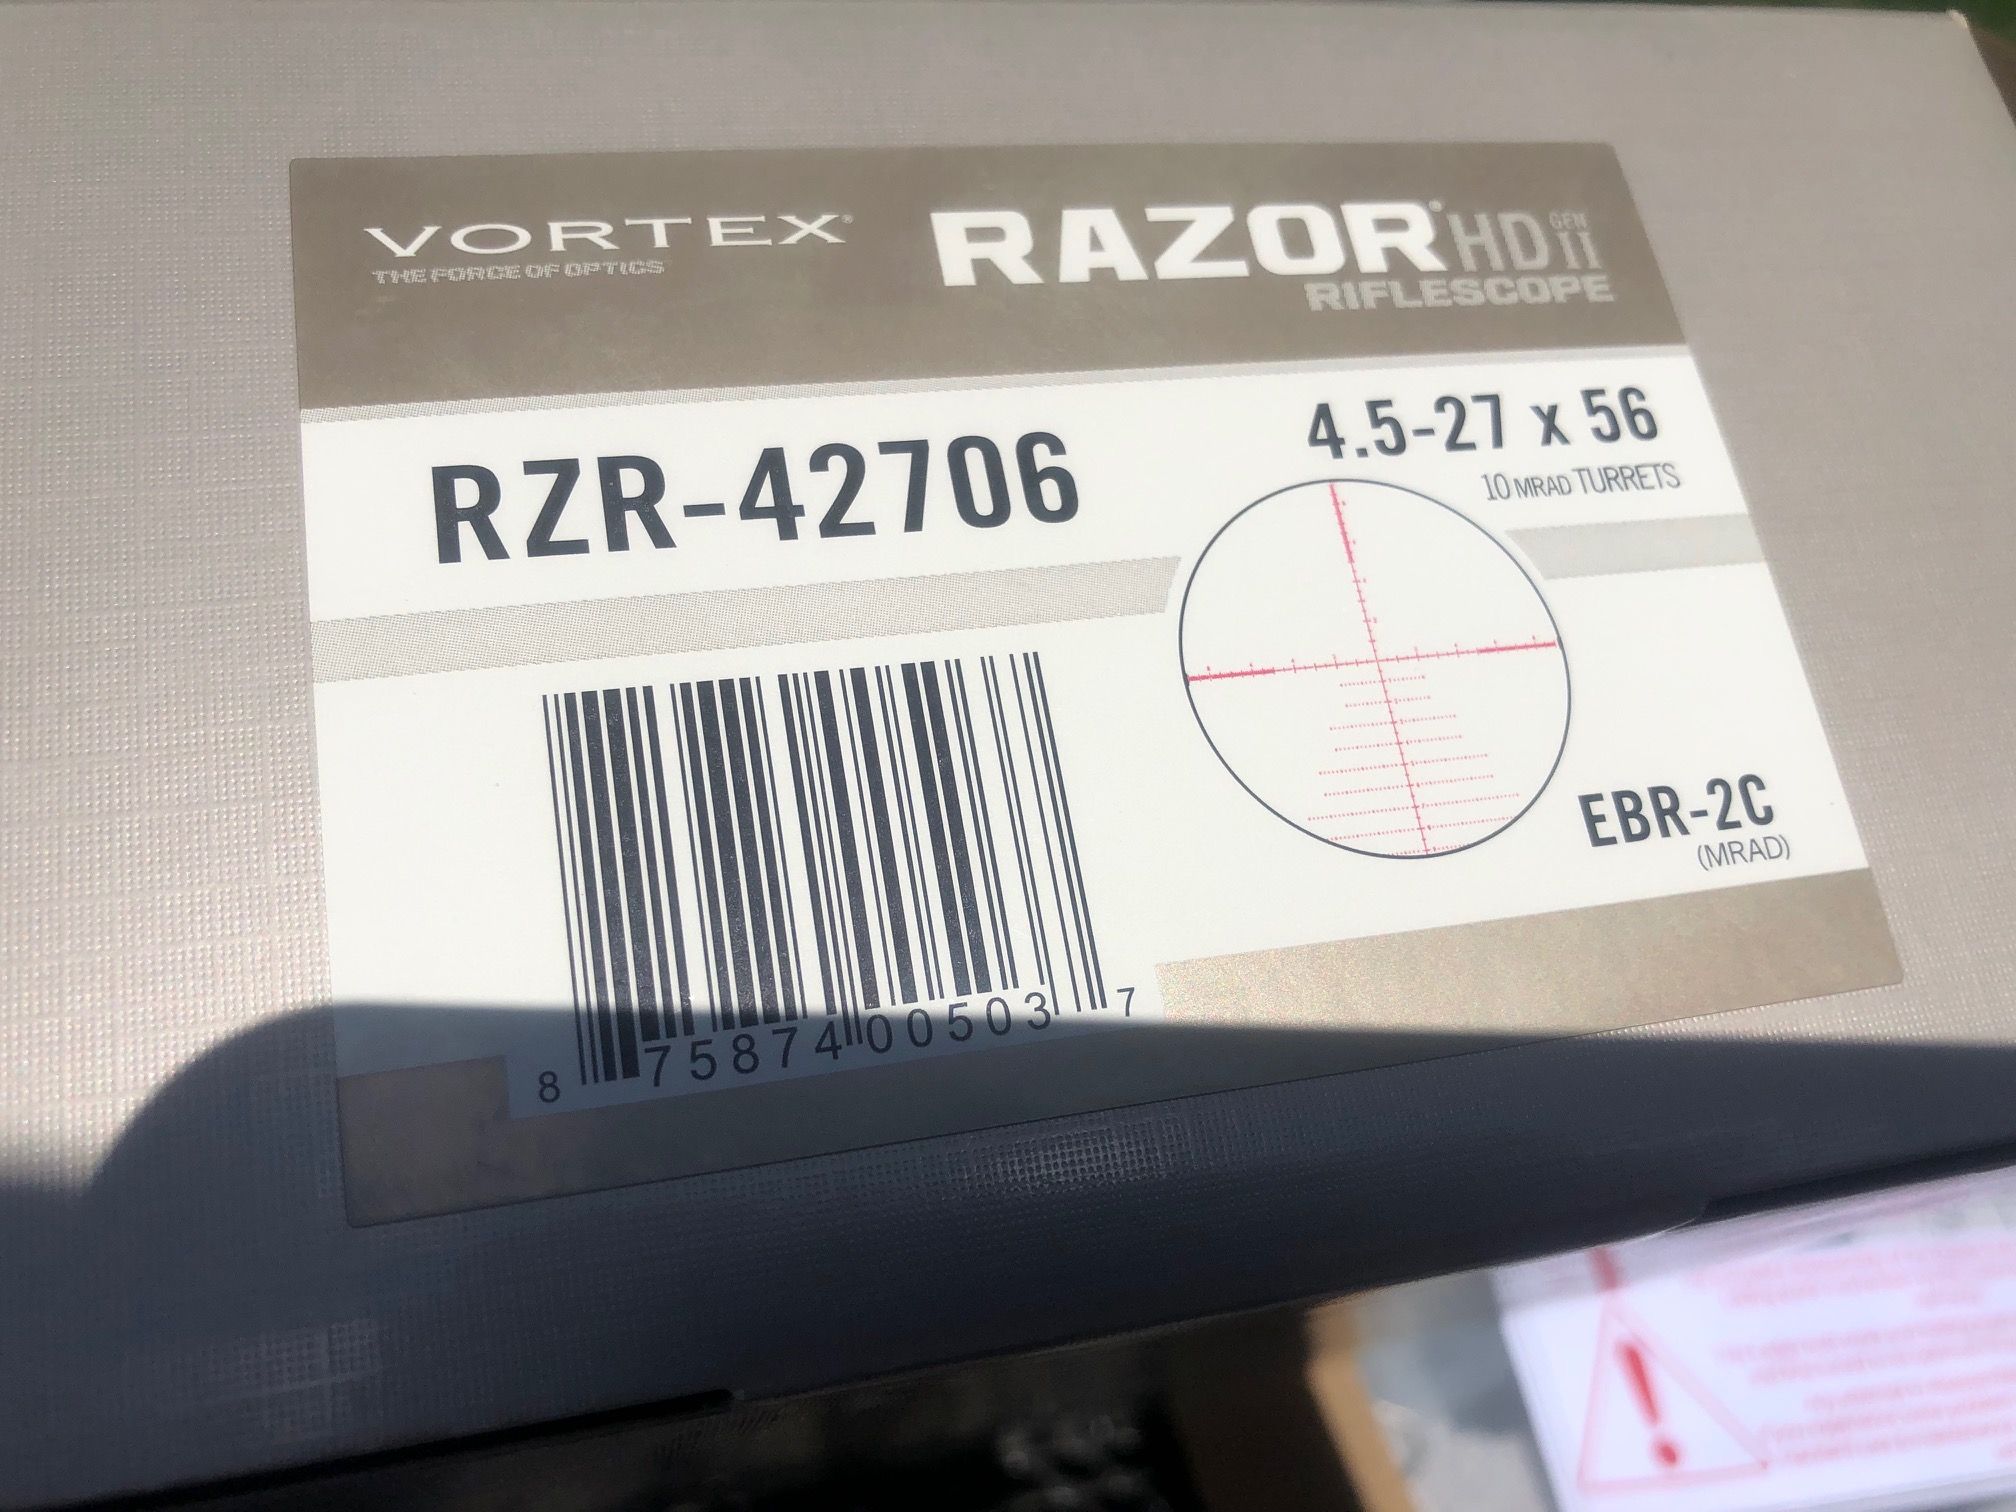 VORTEX®
THE FORCE OF OPTICS
RAZOR® HD GEN II
RIFLESCOPE
RZR-42706
4.5-27 x 56
10 MRAD TURRETS
EBR-2C
(MRAD)
8 75874 00503 7